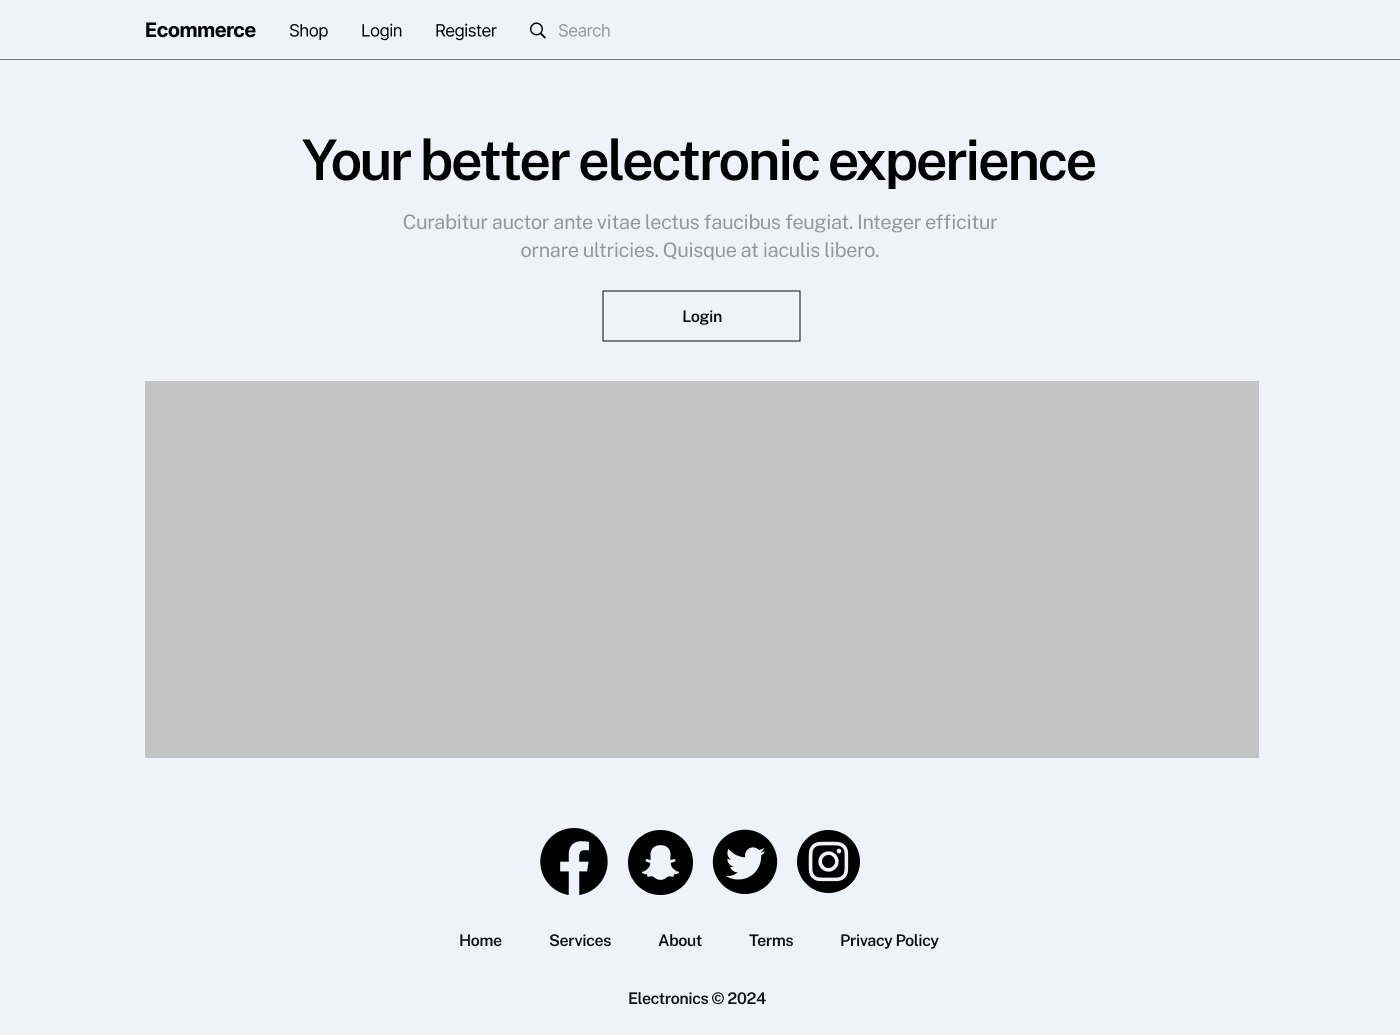 Ecommerce Shop Login Register Search
Your better electronic experience
Curabitur auctor ante vitae lectus faucibus feugiat. Integer efficitur
ornare ultricies. Quisque at iaculis libero.
Login
Home Services About Terms Privacy Policy
Electronics © 2024